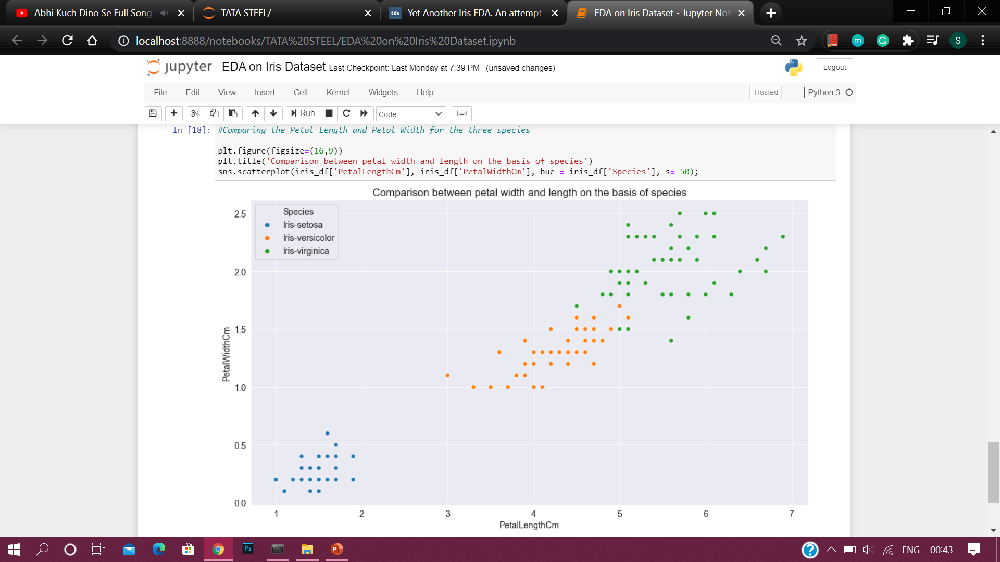 Abhi Kuch Dino Se Full Song
TATA STEEL/
tds Yet Another Iris EDA. An attempt
EDA on Iris Dataset - Jupyter Not
localhost:8888/notebooks/TATA%20STEEL/EDA%20on%20Iris%20Dataset.ipynb
m
G
S
jupyter EDA on Iris Dataset Last Checkpoint: Last Monday at 7:39 PM (unsaved changes)
Logout
File Edit View Insert Cell Kernel Widgets Help
Trusted
Python 3
Run
Code
In [18]: #Comparing the Petal Length and Petal Width for the three species
plt.figure(figsize=(16,9))
plt.title('Comparison between petal width and length on the basis of species')
sns.scatterplot(iris_df['PetalLengthCm'], iris_df['PetalWidthCm'], hue = iris_df['Species'], s= 50);
Comparison between petal width and length on the basis of species
Species
Iris-setosa
Iris-versicolor
Iris-virginica
2.5
2.0
1.5
1.0
0.5
0.0
PetalWidthCm
1 2 3 4 5 6 7
PetalLengthCm
Ps
P
?
ENG 00:43